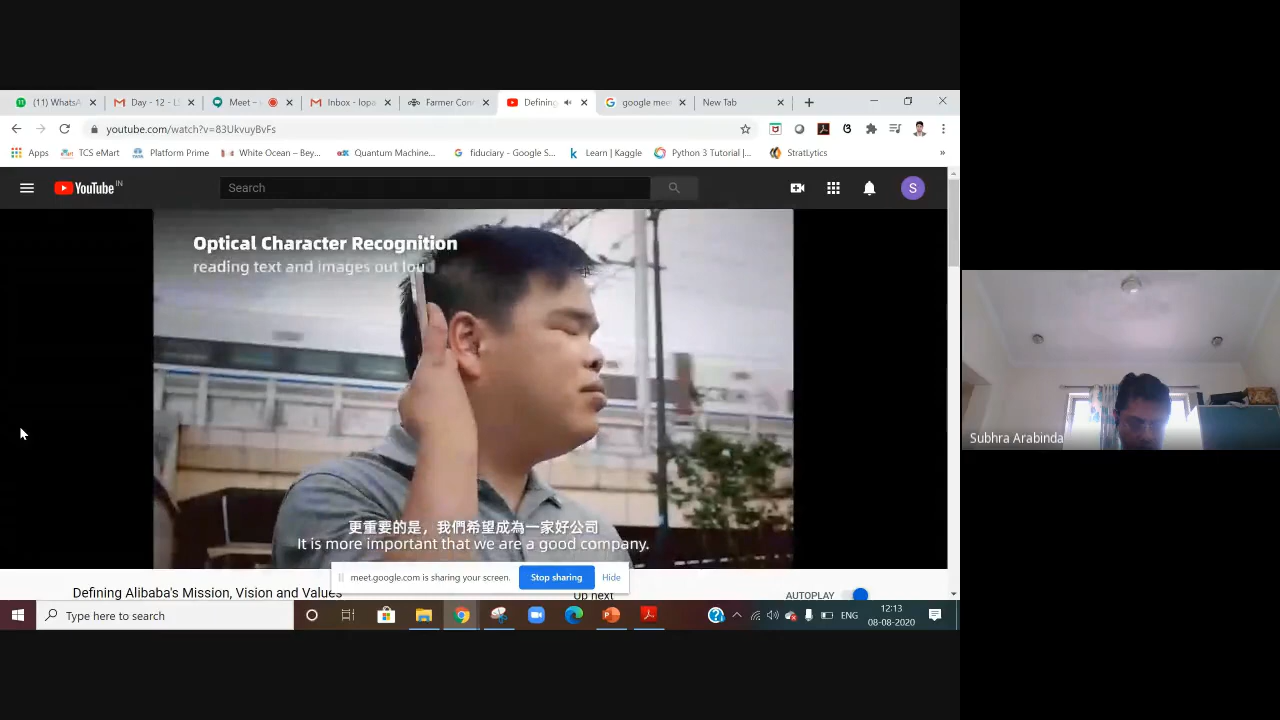 (11) WhatsA
Day - 12 - L
Meet –
Inbox - lopa
Farmer Con
Defining
google mee
New Tab
youtube.com/watch?v=83UkvuyBvFs
Apps
TCS eMart
Platform Prime
White Ocean – Bey...
Quantum Machine...
fiduciary - Google S...
Learn | Kaggle
Python 3 Tutorial |...
StratLytics
»
YouTube IN
Search
S
Optical Character Recognition
reading text and images out loud
Subhra Arabinda
更重要的是，我們希望成為一家好公司
It is more important that we are a good company.
meet.google.com is sharing your screen.
Stop sharing
Hide
Defining Alibaba's Mission, Vision and Values
Up next
AUTOPLAY
Type here to search
ENG
12:13
08-08-2020